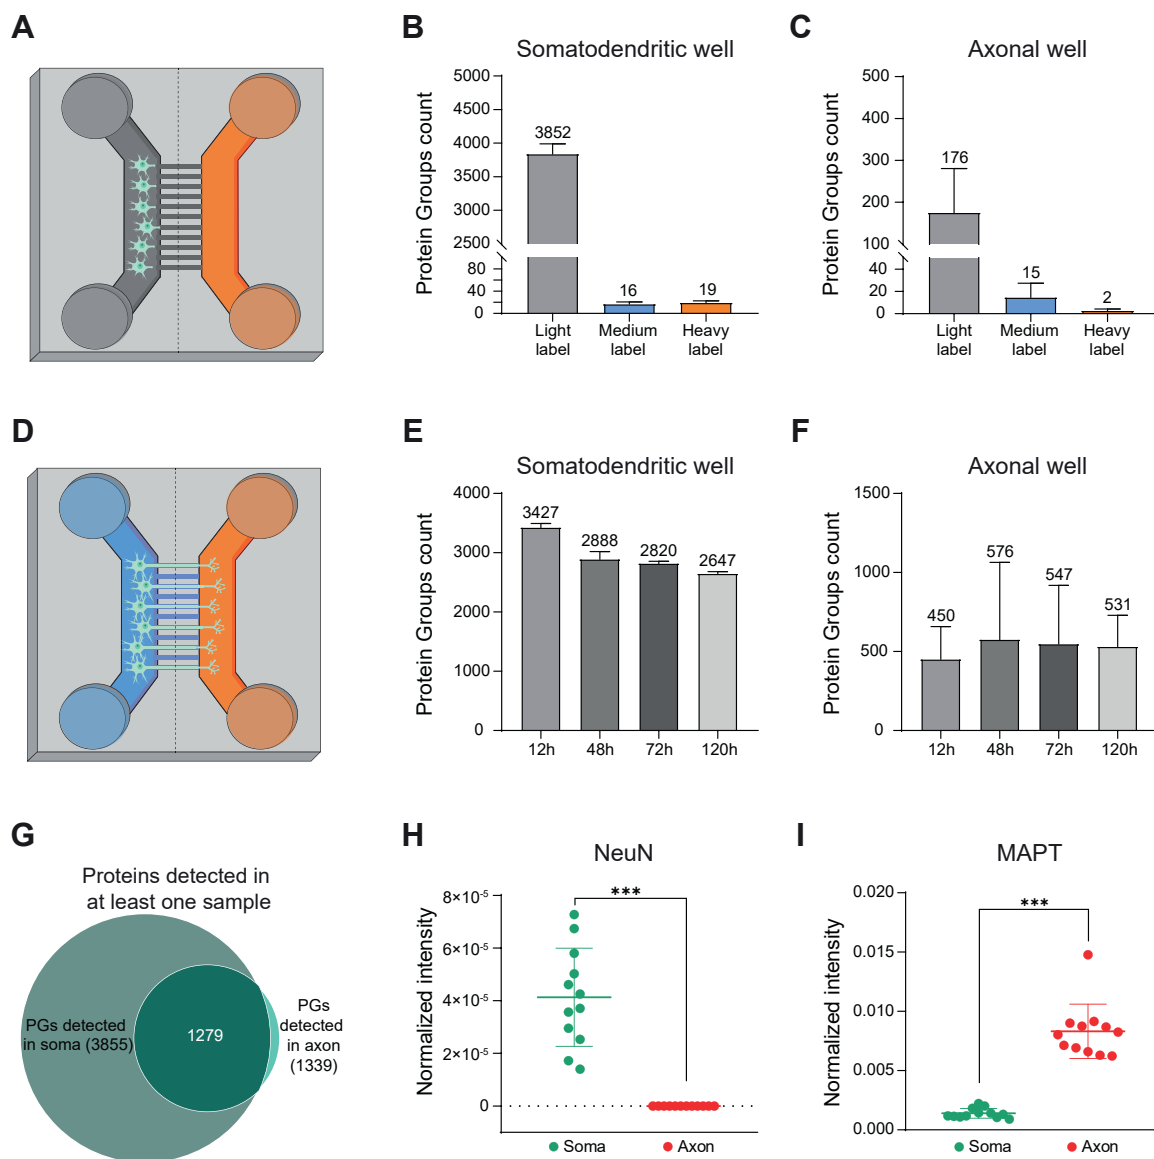 A
B
Somatodendritic well
Protein Groups count
5000
4500
4000
3500
3000
2500
80
40
20
0
3852
16
19
Light label
Medium label
Heavy label
C
Axonal well
Protein Groups count
500
400
300
200
100
40
20
0
176
15
2
Light label
Medium label
Heavy label
D
E
Somatodendritic well
Protein Groups count
4000
3000
2000
1000
0
3427
2888
2820
2647
12h
48h
72h
120h
F
Axonal well
Protein Groups count
1500
1000
500
0
450
576
547
531
12h
48h
72h
120h
G
Proteins detected in
at least one sample
PGs detected
in soma (3855)
1279
PGs
detected
in axon
(1339)
H
NeuN
Normalized intensity
8×10⁻⁵
6×10⁻⁵
4×10⁻⁵
2×10⁻⁵
0
***
Soma
Axon
I
MAPT
Normalized intensity
0.020
0.015
0.010
0.005
0.000
***
Soma
Axon